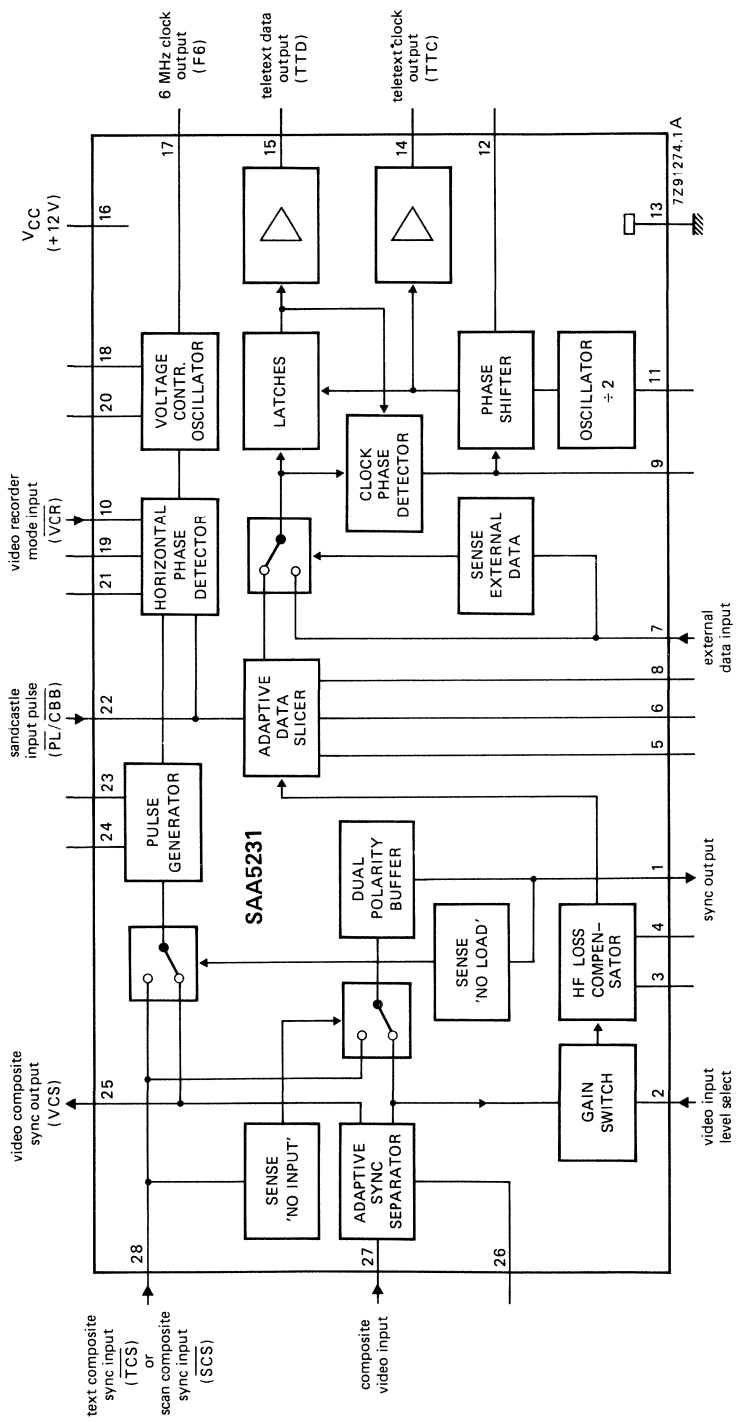 video composite
sync output
(VCS)
sandcastle
input pulse
(PL/CBB)
video recorder
mode input
(VCR)
VCC
(+12 V)
25
24
23
22
21
19
10
20
18
16
text composite
sync input
(TCS)
or
scan composite
sync input
(SCS)
28
PULSE
GENERATOR
HORIZONTAL
PHASE
DETECTOR
VOLTAGE
CONTR.
OSCILLATOR
17
6 MHz clock
output
(F6)
SAA5231
SENSE
'NO INPUT'
ADAPTIVE
DATA
SLICER
LATCHES
15
teletext data
output
(TTD)
composite
video input
27
ADAPTIVE
SYNC
SEPARATOR
DUAL
POLARITY
BUFFER
CLOCK
PHASE
DETECTOR
14
teletext clock
output
(TTC)
26
SENSE
'NO LOAD'
SENSE
EXTERNAL
DATA
PHASE
SHIFTER
12
GAIN
SWITCH
HF LOSS
COMPEN-
SATOR
OSCILLATOR
÷ 2
2
3
4
1
5
6
8
7
9
11
13
7Z91274.1A
video input
level select
sync output
external
data input